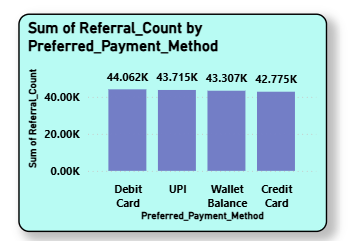 Sum of Referral_Count by
Preferred_Payment_Method
Sum of Referral_Count
40.00K
20.00K
0.00K
44.062K 43.715K 43.307K 42.775K
Debit Card
UPI
Wallet Balance
Credit Card
Preferred_Payment_Method